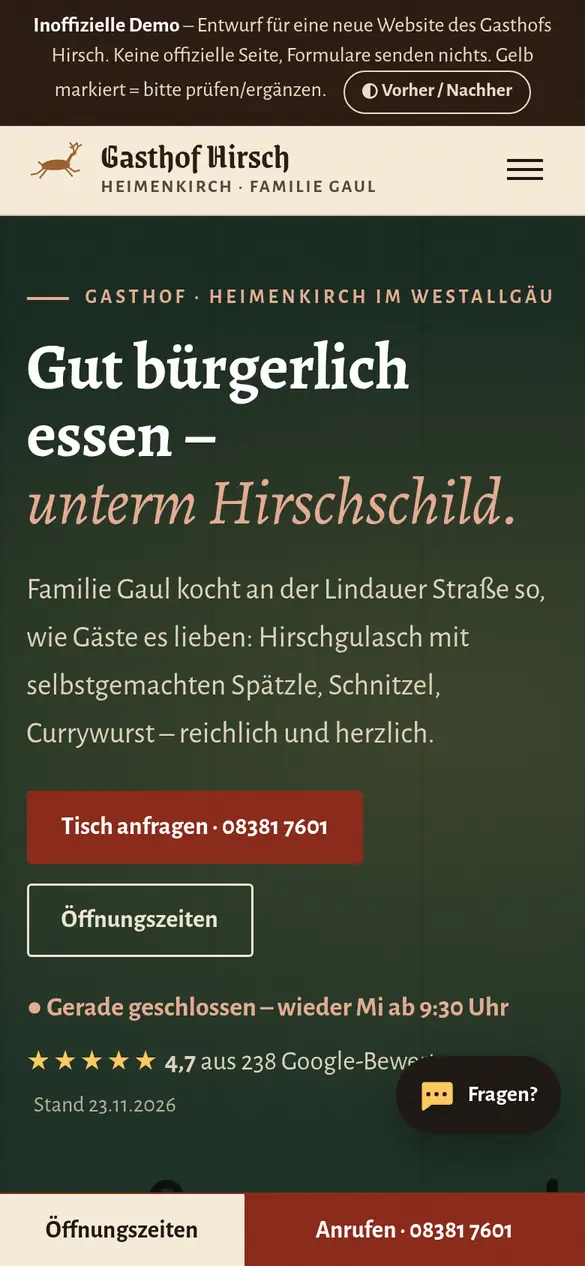 Inoffizielle Demo – Entwurf für eine neue Website des Gasthofs
Hirsch. Keine offizielle Seite, Formulare senden nichts. Gelb
markiert = bitte prüfen/ergänzen. Vorher / Nachher
Gasthof Hirsch
HEIMENKIRCH · FAMILIE GAUL
GASTHOF · HEIMENKIRCH IM WESTALLGÄU
Gut bürgerlich
essen –
unterm Hirschschild.
Familie Gaul kocht an der Lindauer Straße so,
wie Gäste es lieben: Hirschgulasch mit
selbstgemachten Spätzle, Schnitzel,
Currywurst – reichlich und herzlich.
Tisch anfragen · 08381 7601
Öffnungszeiten
● Gerade geschlossen – wieder Mi ab 9:30 Uhr
★★★★★ 4,7 aus 238
Fragen?
Stand 23.11.2026
Öffnungszeiten
Anrufen · 08381 7601